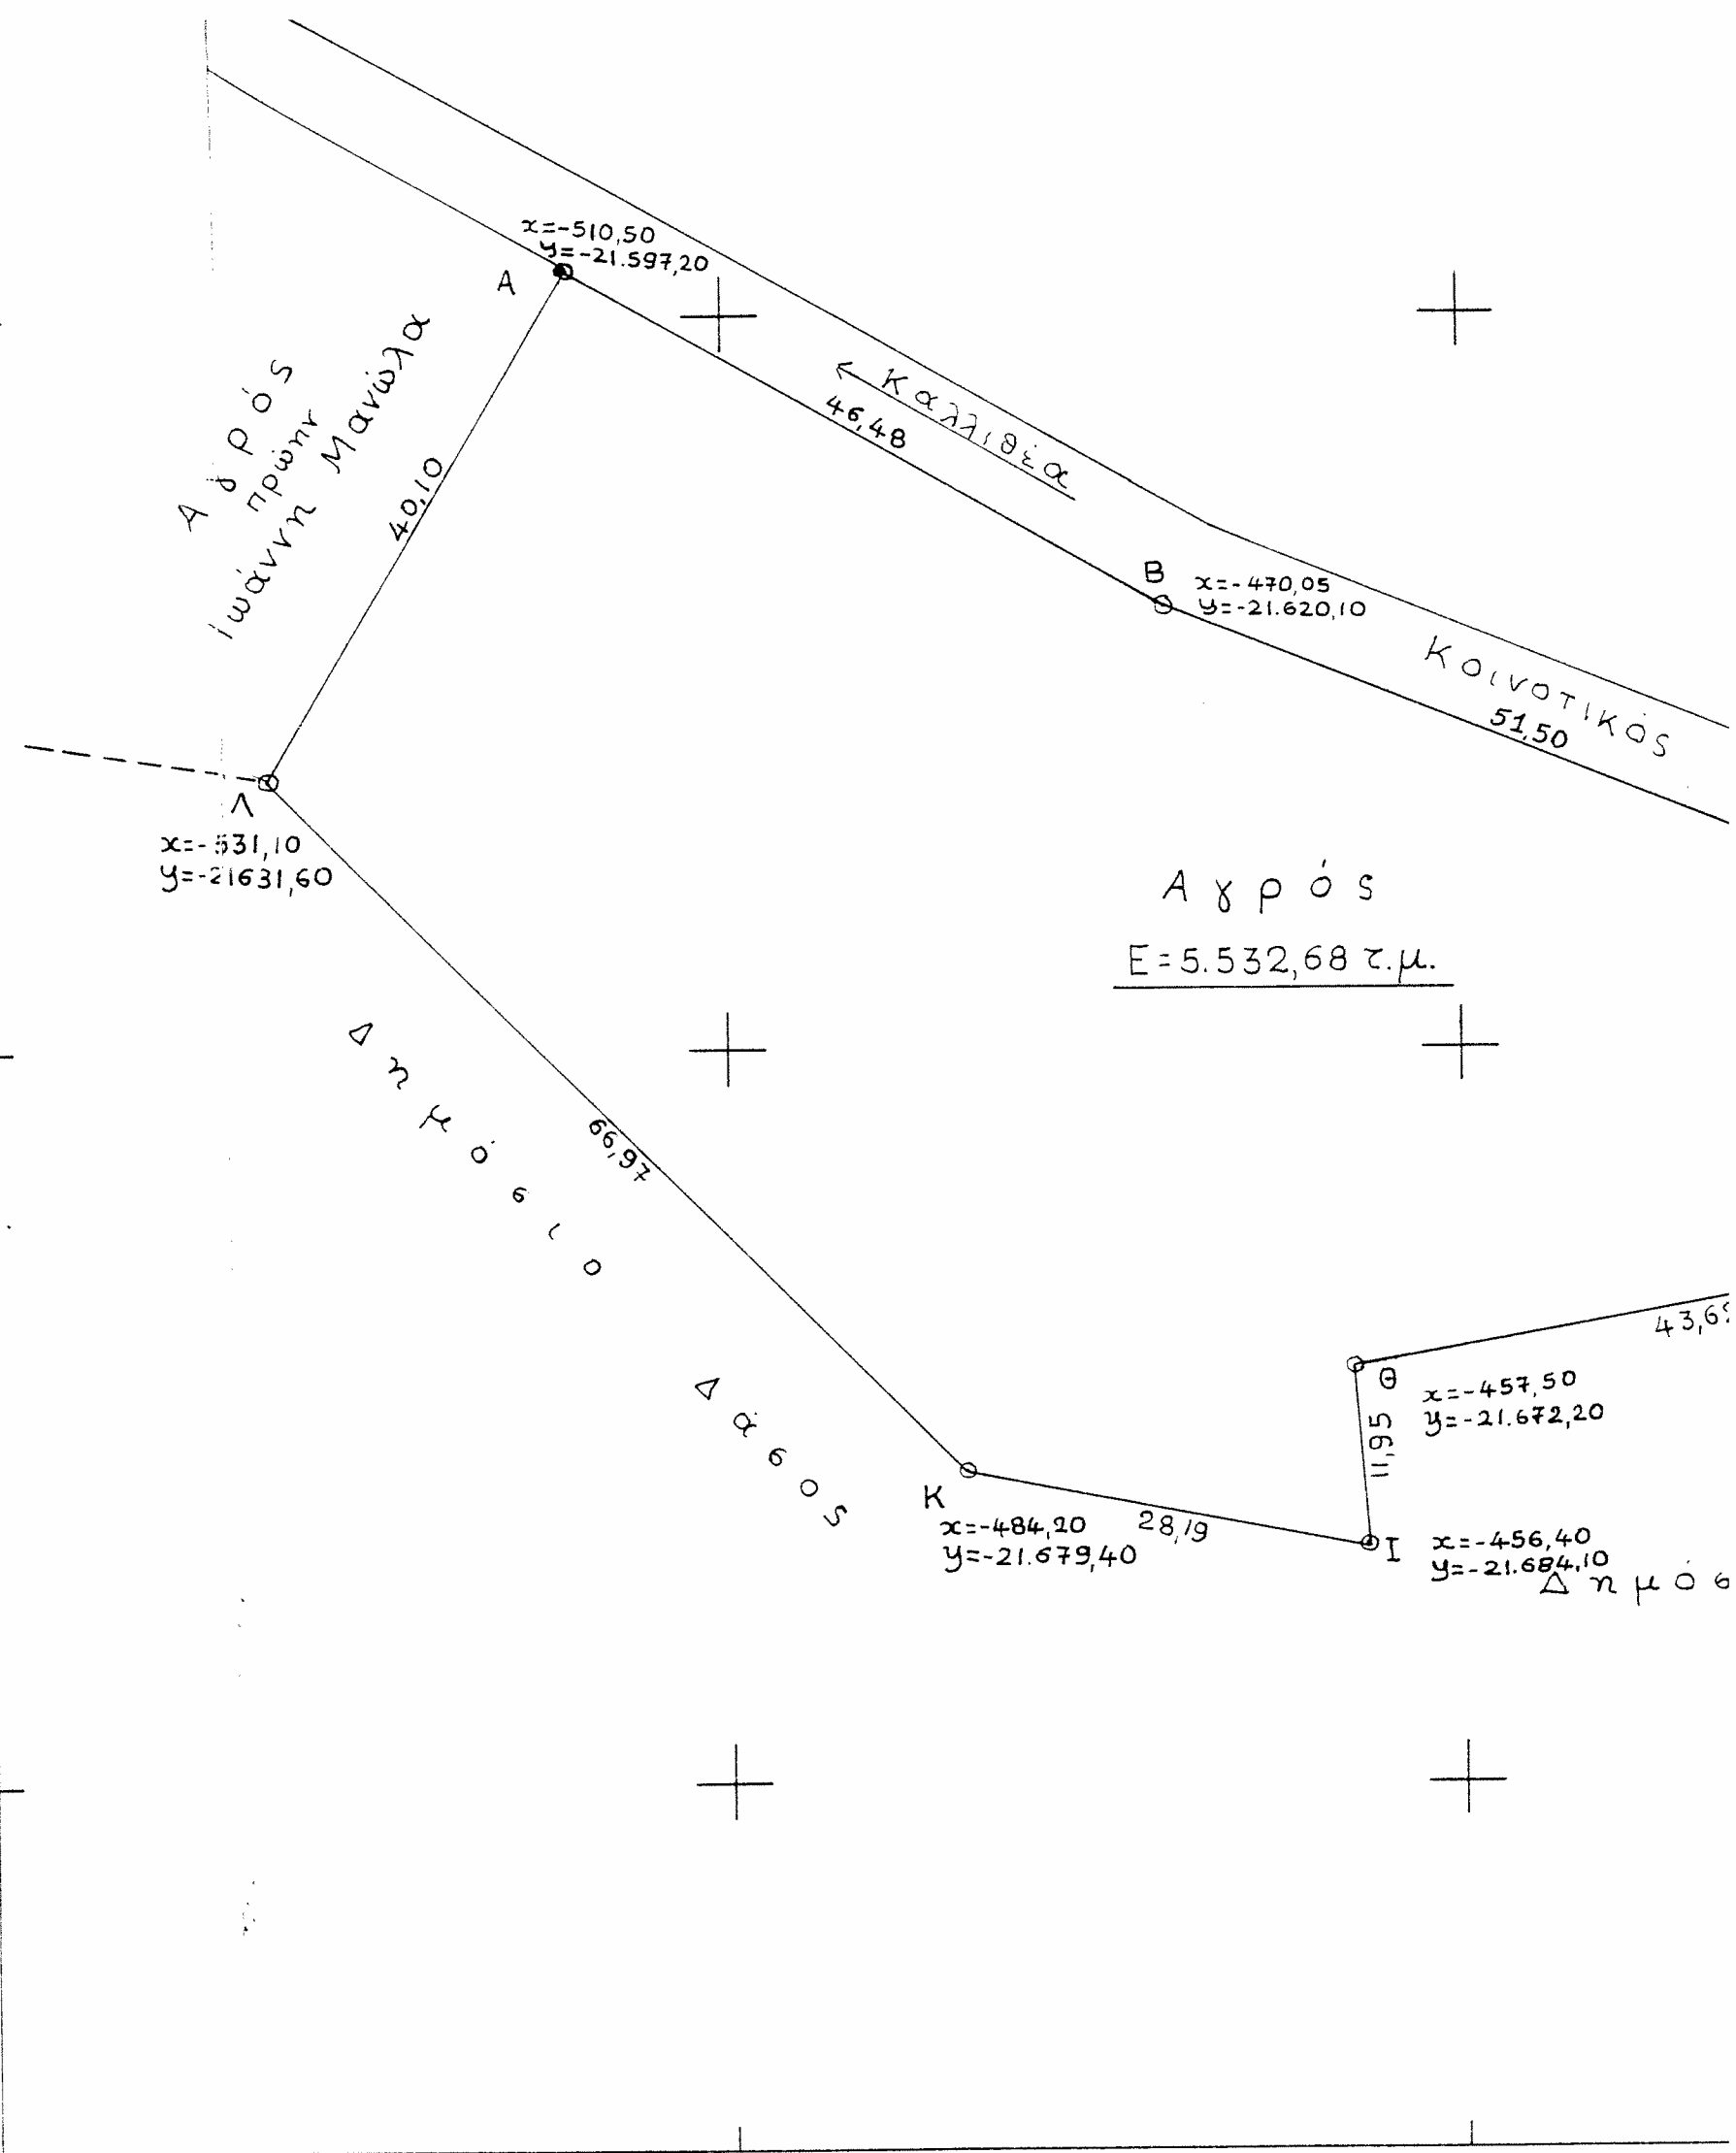 x=-510,50
y=-21.597,20
A
Αγρός
πρώην
Ιωάννη Μανώλα
40,10
← Καλλιθέα
46,48
B
x=-470,05
y=-21.620,10
Κοινοτικός
51,50
Λ
x=-531,10
y=-21631,60
Αγρός
E=5.532,68 τ.μ.
Δημόσιο Δάσος
66,97
43,69
Θ
x=-457,50
y=-21.672,20
11,95
K
x=-484,20
y=-21.679,40
28,19
I
x=-456,40
y=-21.684,10
Δημόσ